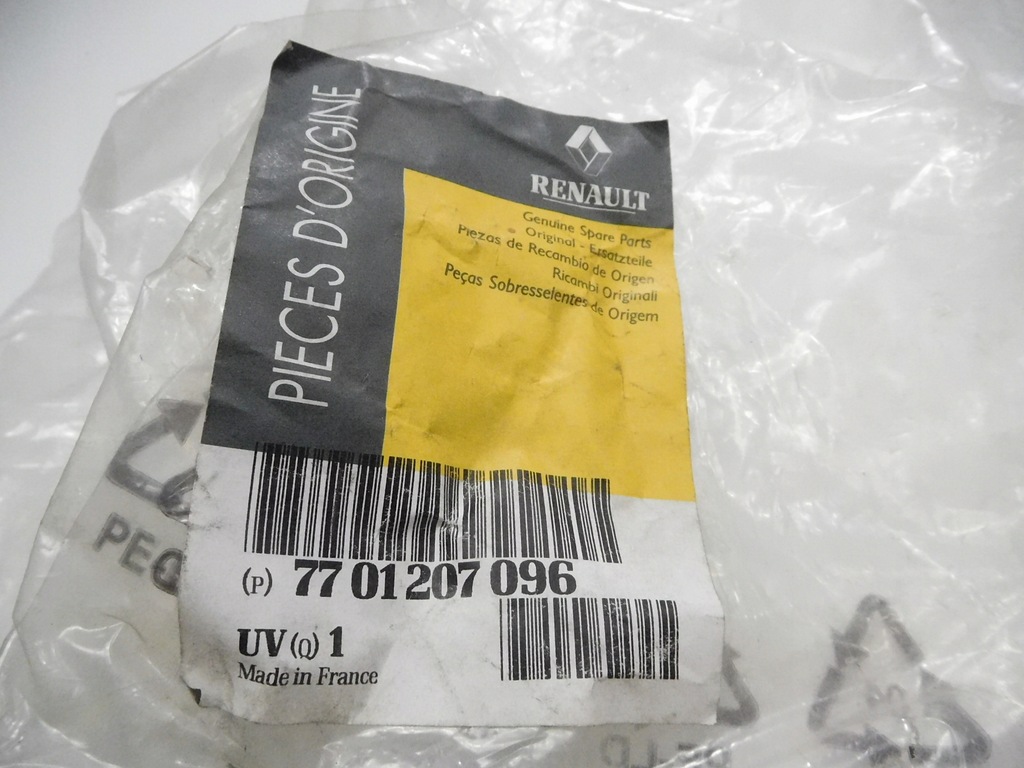 PIECES D'ORIGINE
RENAULT
Genuine Spare Parts
Original - Ersatzteile
Piezas de Recambio de Origen
Ricambi Originali
Peças Sobresselentes de Origem
(P) 77 01 207 096
UV (Q) 1
Made in France